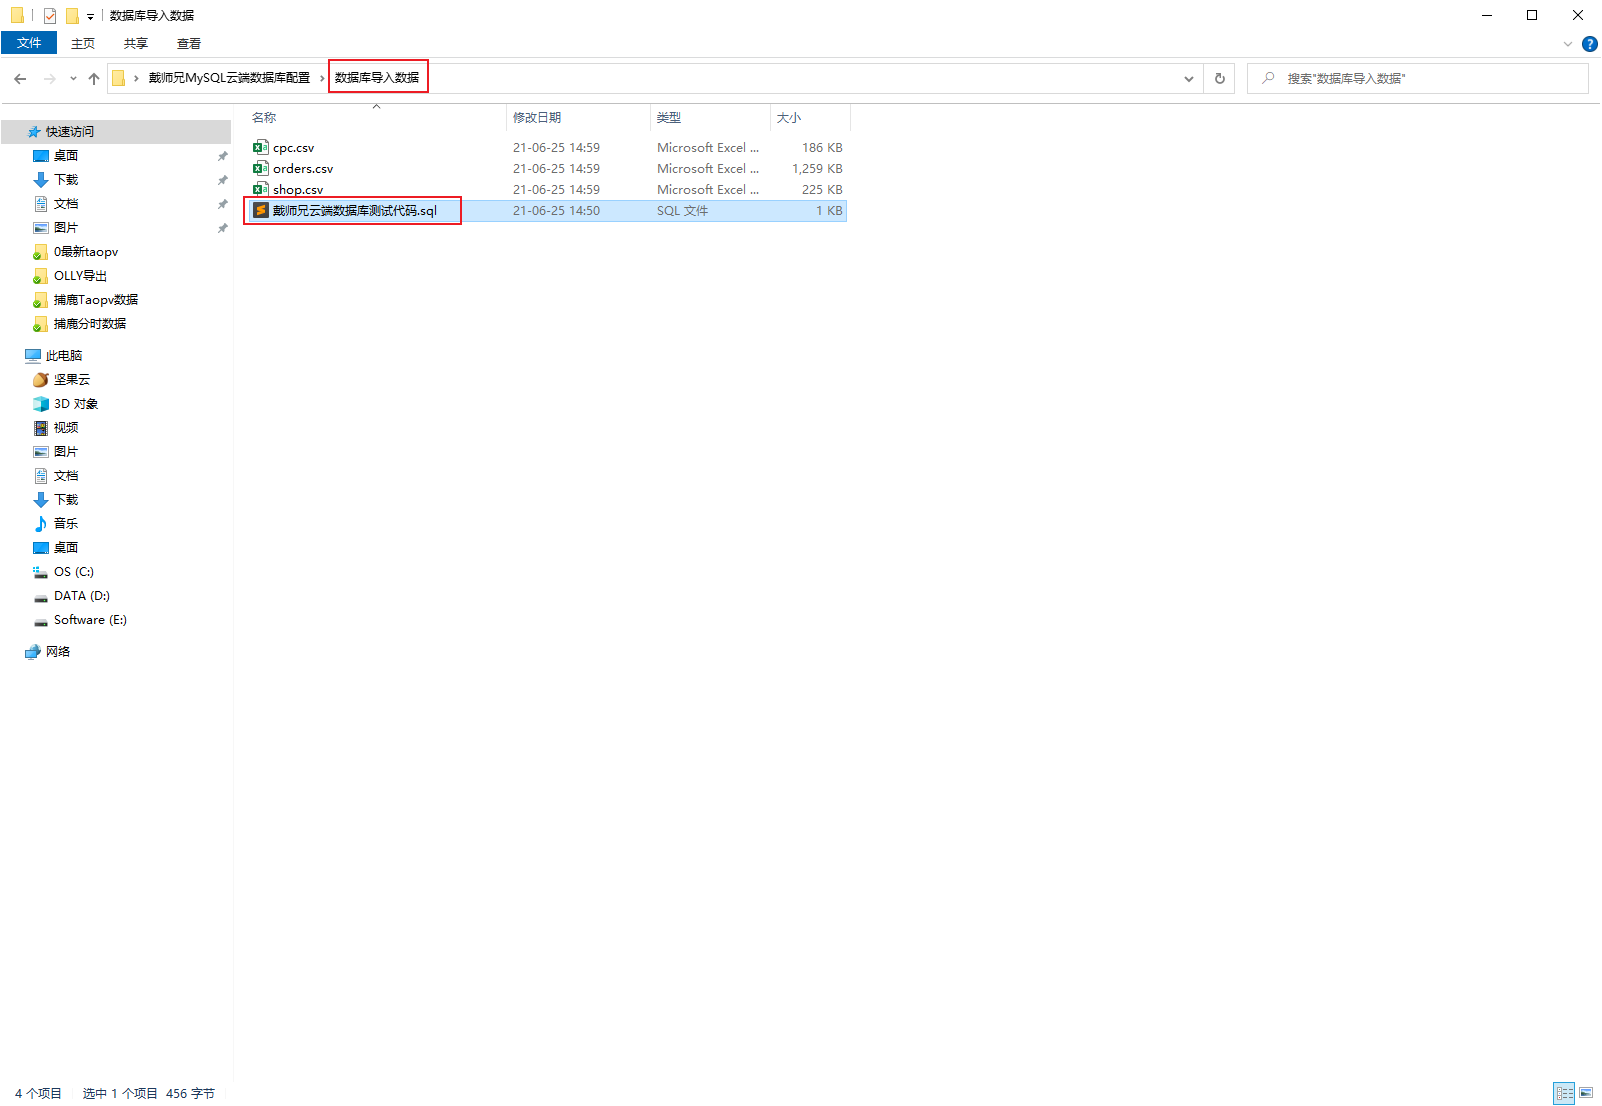 数据库导入数据
文件 主页 共享 查看
?
戴师兄MySQL云端数据库配置 › 数据库导入数据
搜索"数据库导入数据"
名称 修改日期 类型 大小
cpc.csv 21-06-25 14:59 Microsoft Excel ... 186 KB
orders.csv 21-06-25 14:59 Microsoft Excel ... 1,259 KB
shop.csv 21-06-25 14:59 Microsoft Excel ... 225 KB
戴师兄云端数据库测试代码.sql 21-06-25 14:50 SQL 文件 1 KB
快速访问
桌面
下载
文档
图片
0最新taopv
OLLY导出
捕鹿Taopv数据
捕鹿分时数据
此电脑
坚果云
3D 对象
视频
图片
文档
下载
音乐
桌面
OS (C:)
DATA (D:)
Software (E:)
网络
4 个项目 选中 1 个项目 456 字节